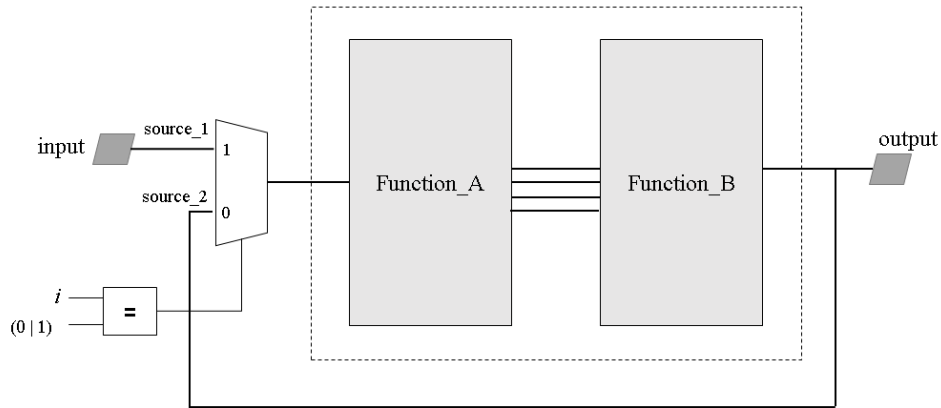 input
source_1
1
source_2
0
i
=
(0 | 1)
Function_A
Function_B
output